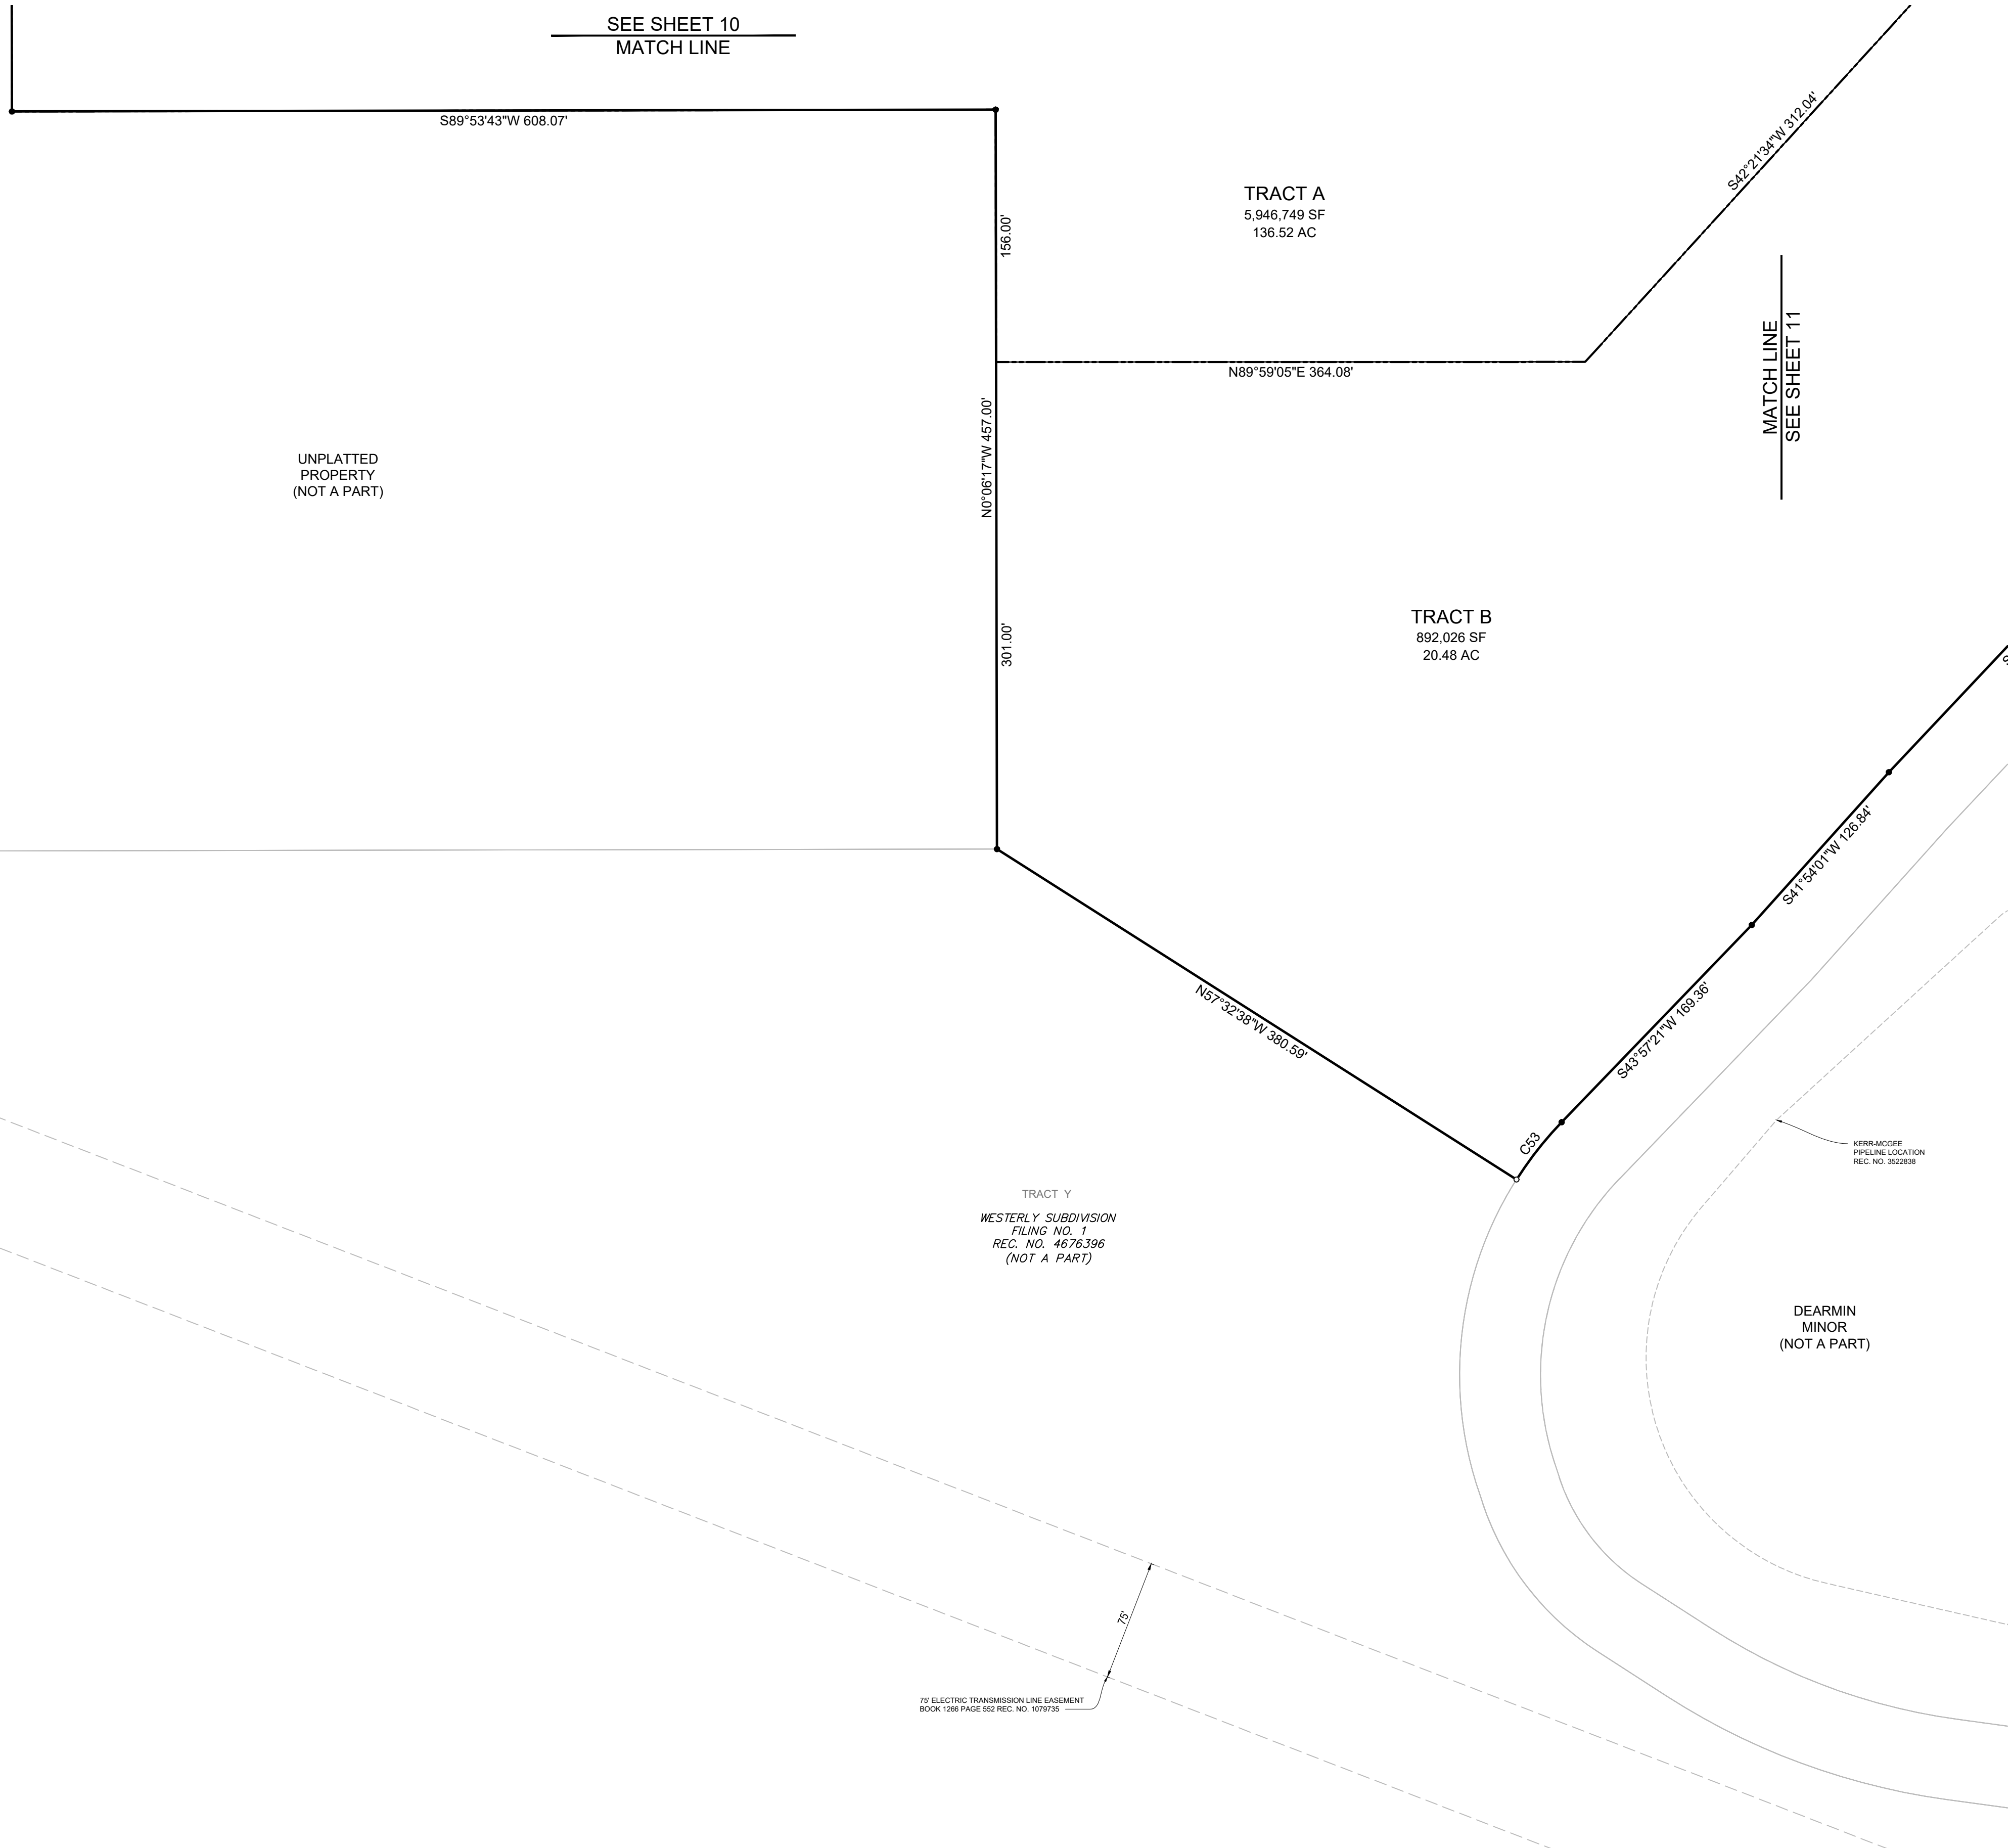 SEE SHEET 10
MATCH LINE
S89°53'43"W 608.07'
S42°21'34"W 312.04'
156.00'
TRACT A
5,946,749 SF
136.52 AC
MATCH LINE
SEE SHEET 11
N89°59'05"E 364.08'
N0°06'17"W 457.00'
UNPLATTED
PROPERTY
(NOT A PART)
301.00'
TRACT B
892,026 SF
20.48 AC
S41°54'01"W 126.84'
N57°32'38"W 380.59'
S43°57'21"W 169.36'
C53
KERR-MCGEE
PIPELINE LOCATION
REC. NO. 3522838
TRACT Y
WESTERLY SUBDIVISION
FILING NO. 1
REC. NO. 4676396
(NOT A PART)
DEARMIN
MINOR
(NOT A PART)
75'
75' ELECTRIC TRANSMISSION LINE EASEMENT
BOOK 1266 PAGE 552 REC. NO. 1079735